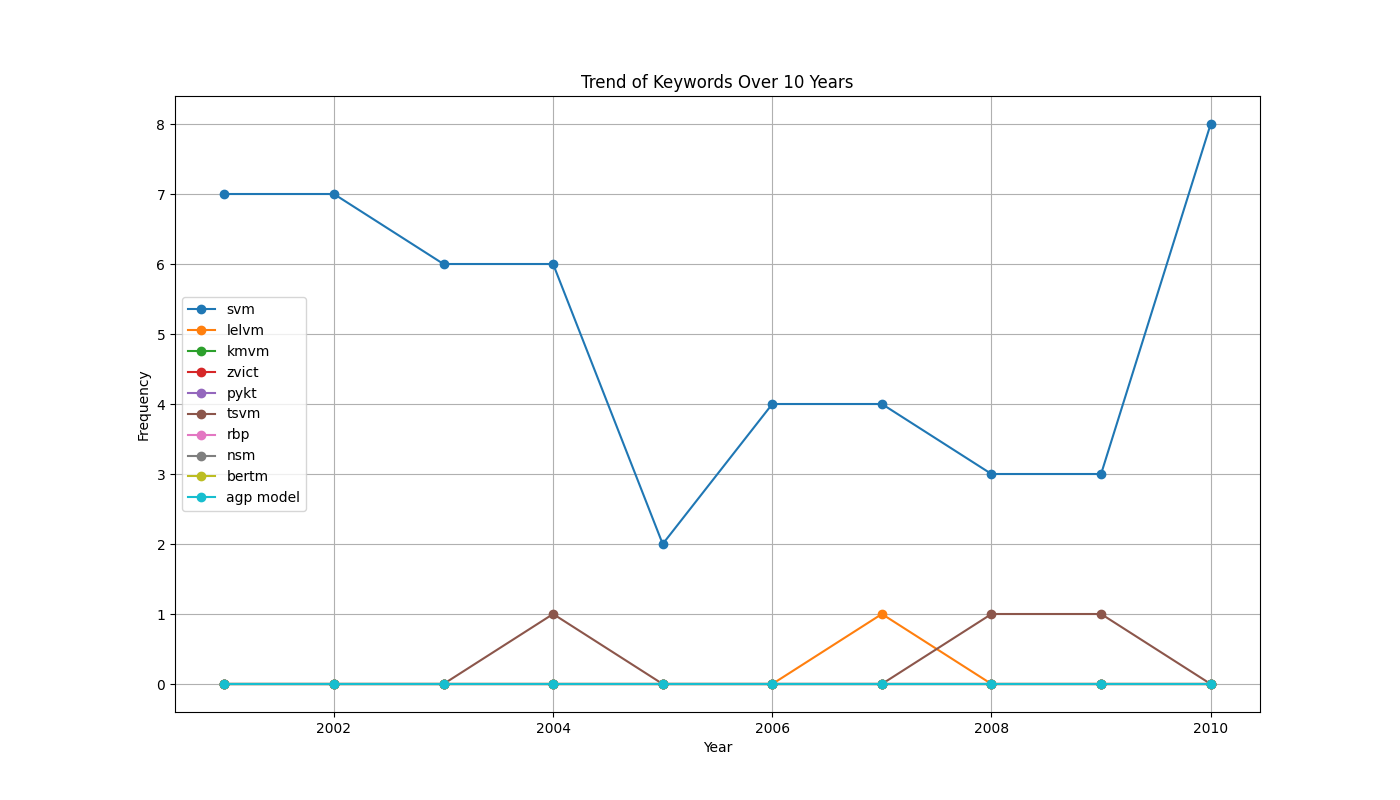 Trend of Keywords Over 10 Years
Frequency
8
7
6
5
4
3
2
1
0
svm
lelvm
kmvm
zvict
pykt
tsvm
rbp
nsm
bertm
agp model
2002
2004
2006
2008
2010
Year